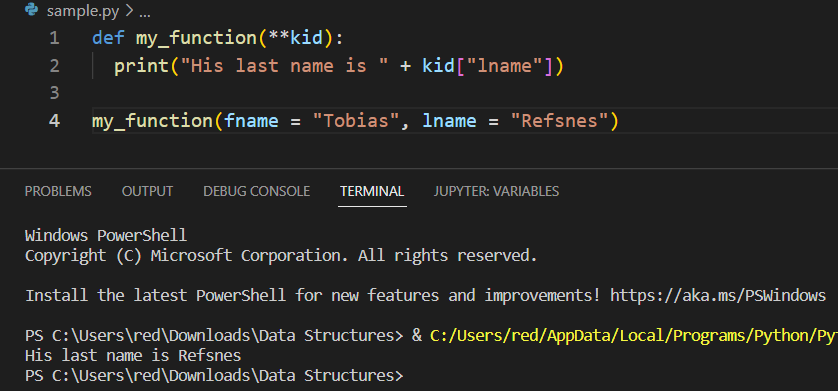 sample.py > ...
1 def my_function(**kid):
2   print("His last name is " + kid["lname"])
3
4 my_function(fname = "Tobias", lname = "Refsnes")
PROBLEMS OUTPUT DEBUG CONSOLE TERMINAL JUPYTER: VARIABLES
Windows PowerShell
Copyright (C) Microsoft Corporation. All rights reserved.
Install the latest PowerShell for new features and improvements! https://aka.ms/PSWindows
PS C:\Users\red\Downloads\Data Structures> & C:/Users/red/AppData/Local/Programs/Python/Py
His last name is Refsnes
PS C:\Users\red\Downloads\Data Structures>